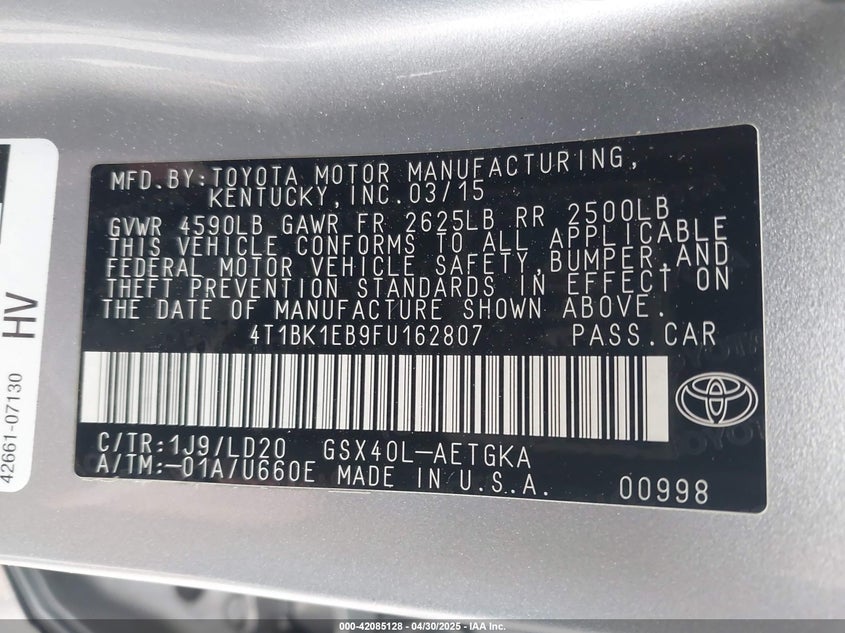 MFD.BY:TOYOTA MOTOR MANUFACTURING,
KENTUCKY,INC.03/15
GVWR 4590LB GAWR FR 2625LB RR 2500LB
THIS VEHICLE CONFORMS TO ALL APPLICABLE
FEDERAL MOTOR VEHICLE SAFETY,BUMPER,AND
THEFT PREVENTION STANDARDS IN EFFECT ON
THE DATE OF MANUFACTURE SHOWN ABOVE.
4T1BK1EB9FU162807 PASS.CAR
C/TR:1J9/LD20 GSX40L-AETGKA
A/TM:-01A/U660E MADE IN U.S.A. 00998
42661-07130 HV
000-42085128 - 04/30/2025 - IAA Inc.